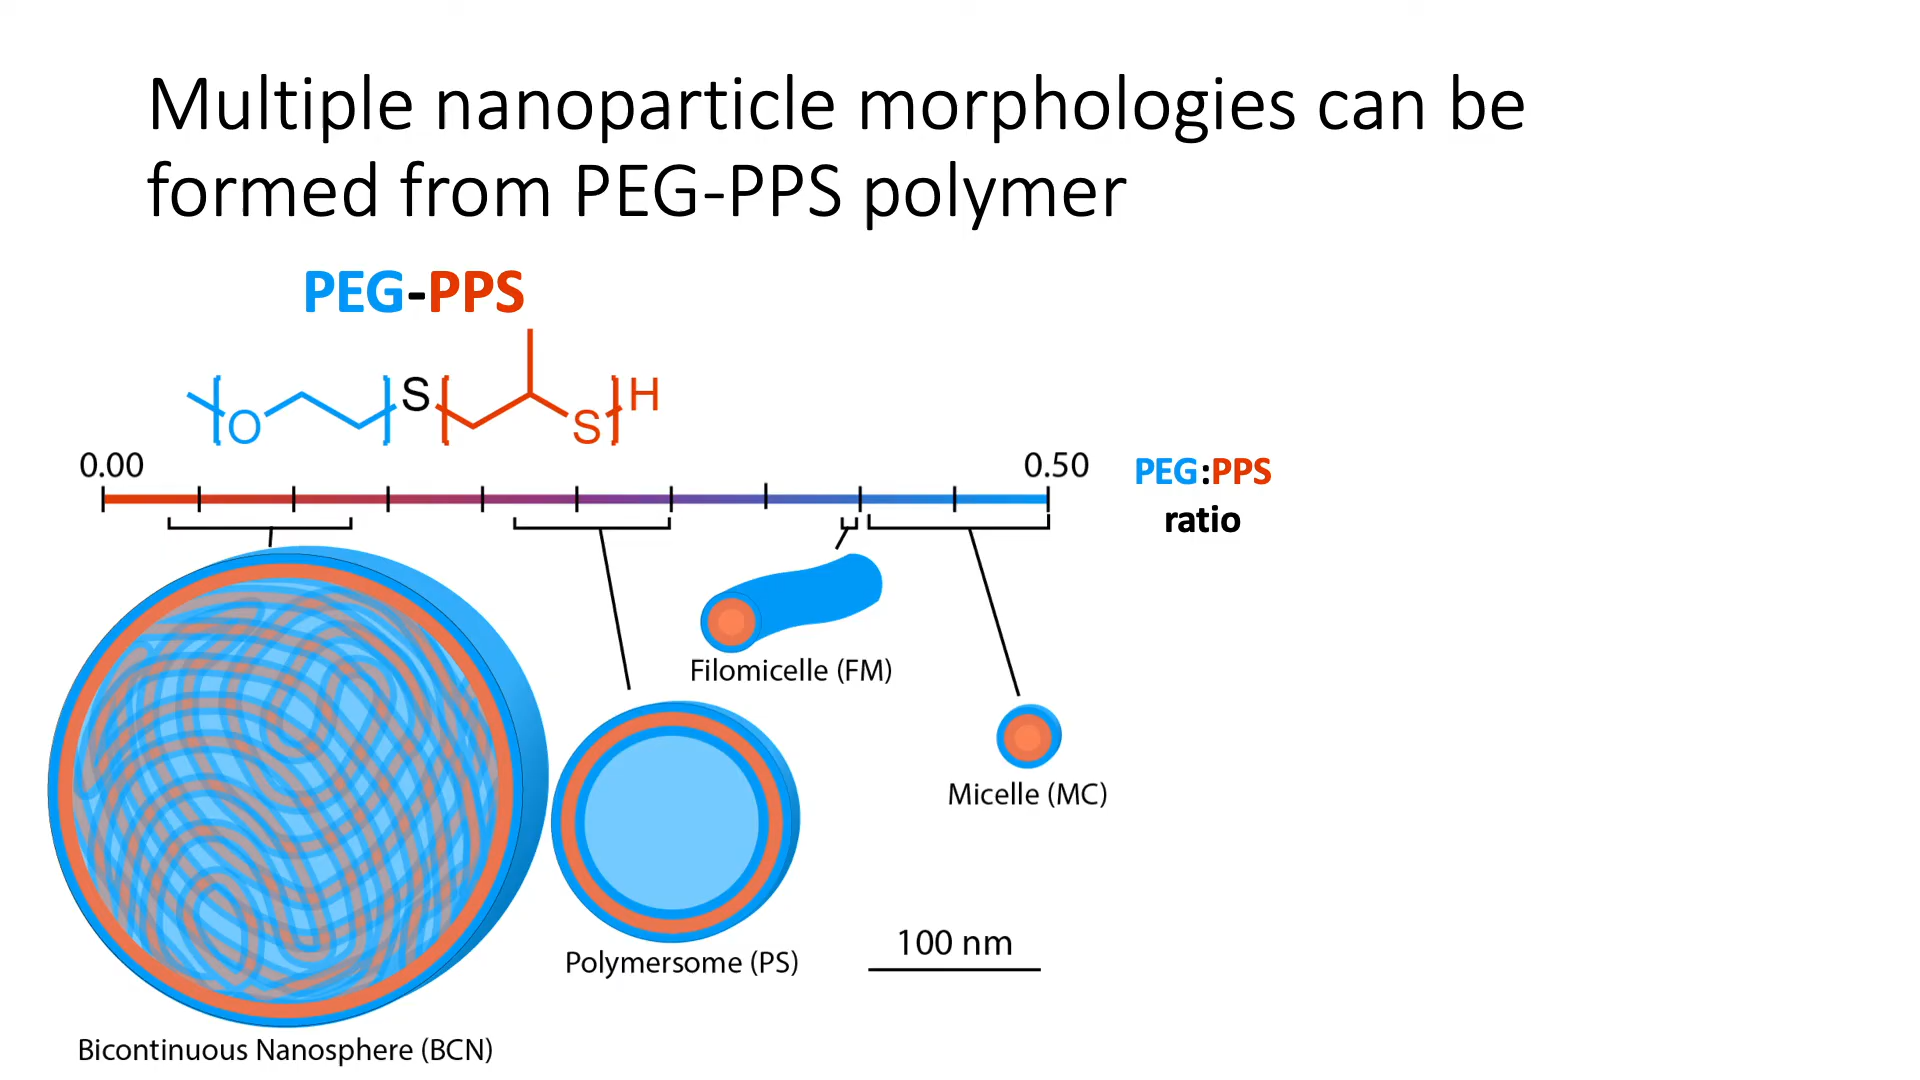 Multiple nanoparticle morphologies can be
formed from PEG-PPS polymer
PEG-PPS
O S S H
0.00
0.50
PEG:PPS
ratio
Filomicelle (FM)
Micelle (MC)
Polymersome (PS)
100 nm
Bicontinuous Nanosphere (BCN)